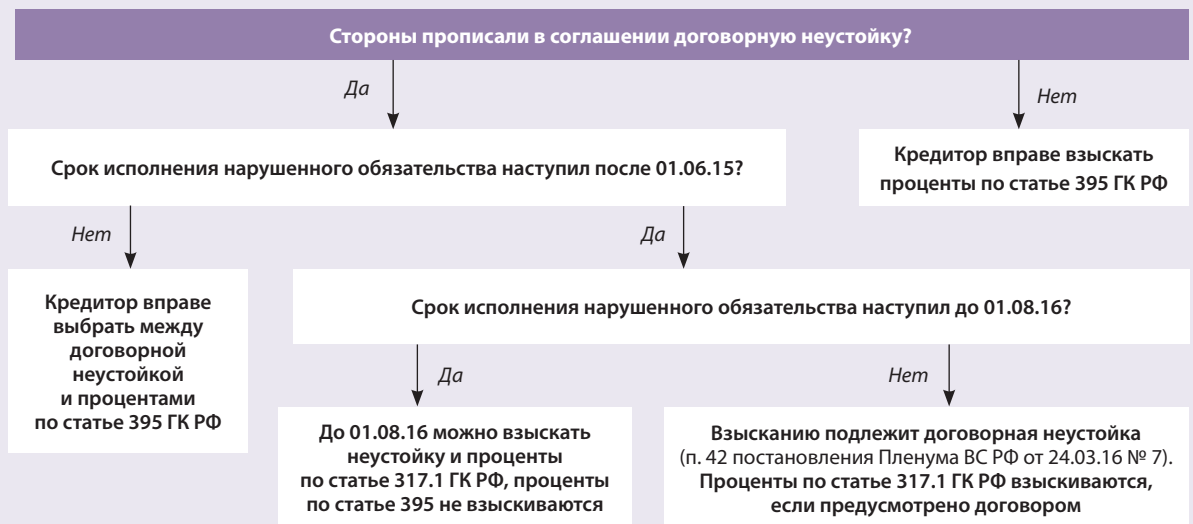 Стороны прописали в соглашении договорную неустойку?
Да
Нет
Срок исполнения нарушенного обязательства наступил после 01.06.15?
Кредитор вправе взыскать
проценты по статье 395 ГК РФ
Нет
Да
Кредитор вправе
выбрать между
договорной
неустойкой
и процентами
по статье 395 ГК РФ
Срок исполнения нарушенного обязательства наступил до 01.08.16?
Да
Нет
До 01.08.16 можно взыскать
неустойку и проценты
по статье 317.1 ГК РФ, проценты
по статье 395 не взыскиваются
Взысканию подлежит договорная неустойка
(п. 42 постановления Пленума ВС РФ от 24.03.16 № 7).
Проценты по статье 317.1 ГК РФ взыскиваются,
если предусмотрено договором